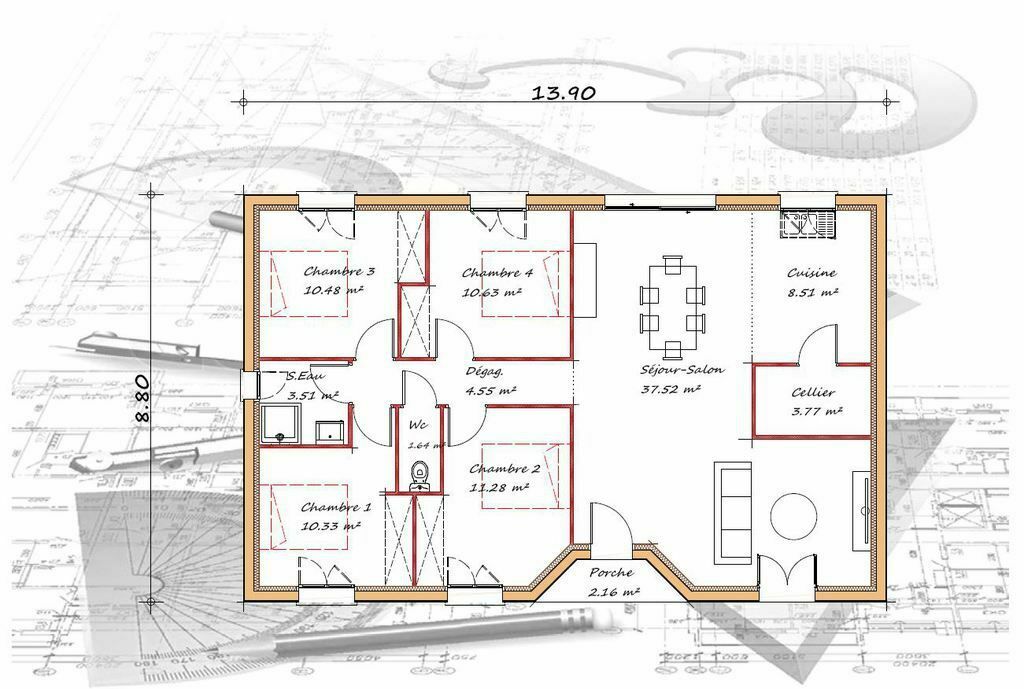 13.90
8.80
Chambre 3
10.48 m²
Chambre 4
10.63 m²
Cuisine
8.51 m²
S.Eau
3.51 m²
Dégag.
4.55 m²
Séjour-Salon
37.52 m²
Cellier
3.77 m²
Wc
1.64 m²
Chambre 2
11.28 m²
Chambre 1
10.33 m²
Porche
2.16 m²